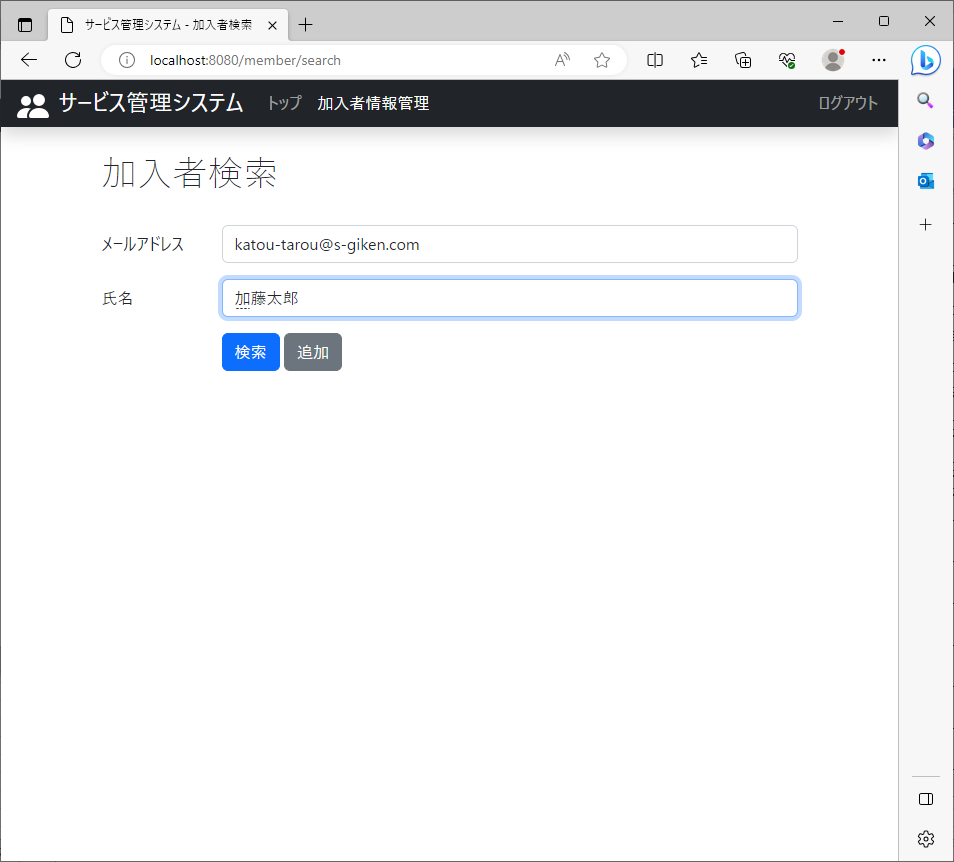 サービス管理システム - 加入者検索
localhost:8080/member/search
サービス管理システム トップ 加入者情報管理 ログアウト
加入者検索
メールアドレス katou-tarou@s-giken.com
氏名 加藤太郎
検索 追加